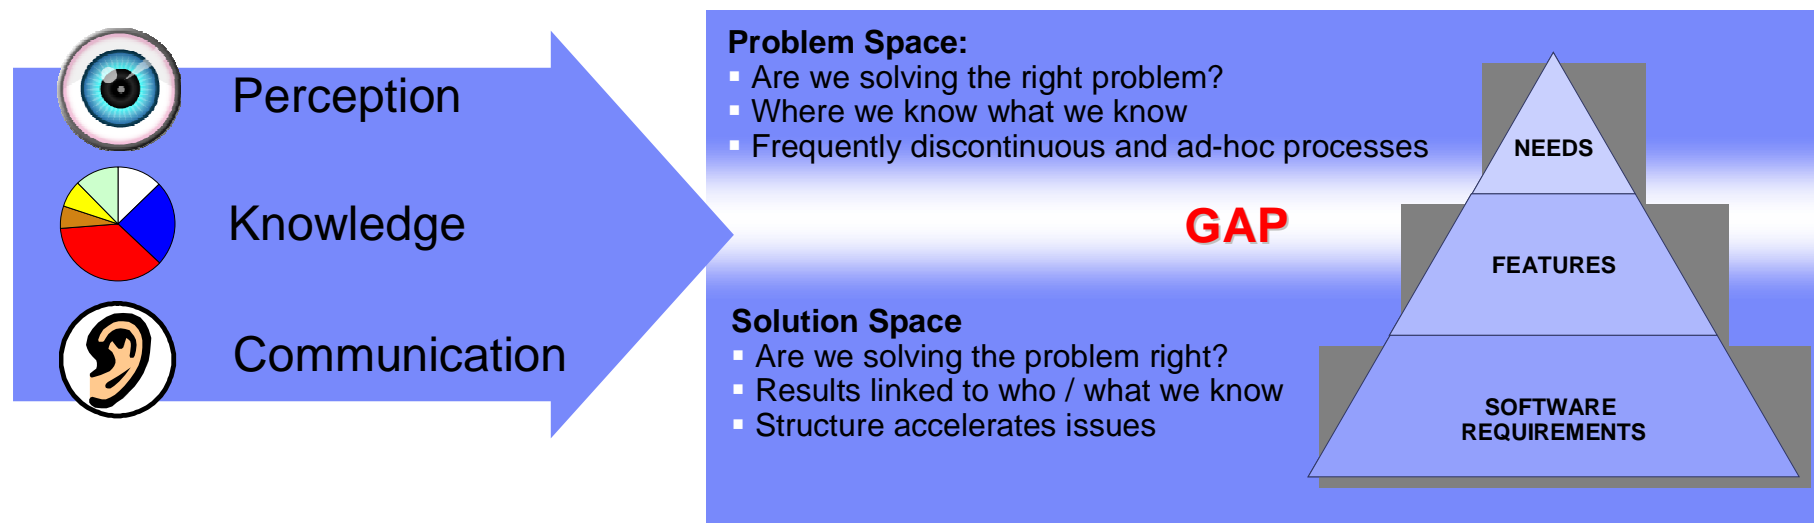 Perception
Knowledge
Communication
Problem Space:
▪ Are we solving the right problem?
▪ Where we know what we know
▪ Frequently discontinuous and ad-hoc processes
GAP
Solution Space
▪ Are we solving the problem right?
▪ Results linked to who / what we know
▪ Structure accelerates issues
NEEDS
FEATURES
SOFTWARE
REQUIREMENTS